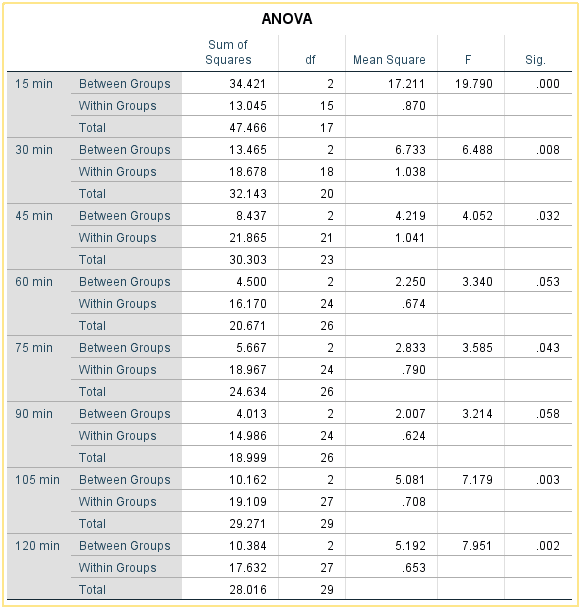 ANOVA
Sum of Squares df Mean Square F Sig.
15 min Between Groups 34.421 2 17.211 19.790 .000
Within Groups 13.045 15 .870
Total 47.466 17
30 min Between Groups 13.465 2 6.733 6.488 .008
Within Groups 18.678 18 1.038
Total 32.143 20
45 min Between Groups 8.437 2 4.219 4.052 .032
Within Groups 21.865 21 1.041
Total 30.303 23
60 min Between Groups 4.500 2 2.250 3.340 .053
Within Groups 16.170 24 .674
Total 20.671 26
75 min Between Groups 5.667 2 2.833 3.585 .043
Within Groups 18.967 24 .790
Total 24.634 26
90 min Between Groups 4.013 2 2.007 3.214 .058
Within Groups 14.986 24 .624
Total 18.999 26
105 min Between Groups 10.162 2 5.081 7.179 .003
Within Groups 19.109 27 .708
Total 29.271 29
120 min Between Groups 10.384 2 5.192 7.951 .002
Within Groups 17.632 27 .653
Total 28.016 29